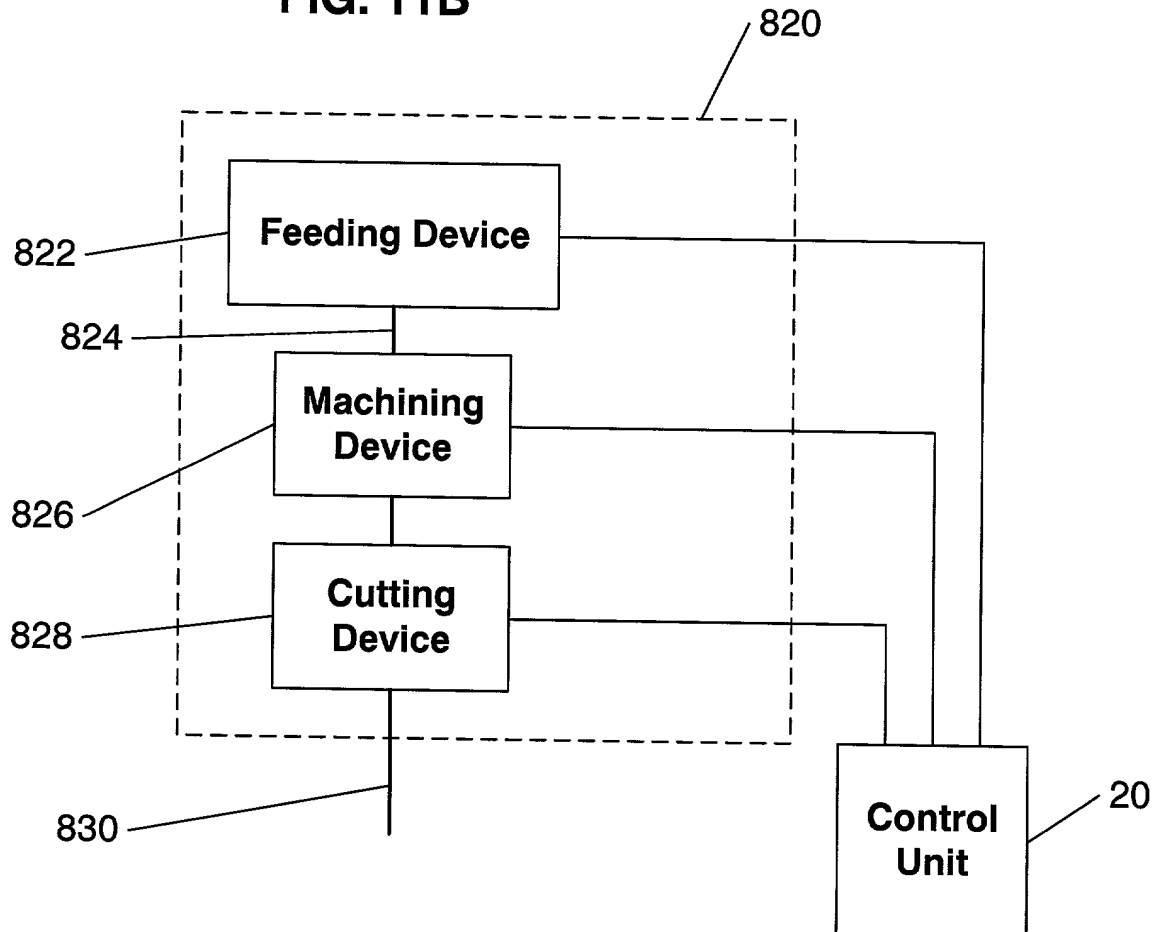 FIG. 11B
820
Feeding Device
822
824
Machining
Device
826
Cutting
Device
828
830
Control
Unit
20